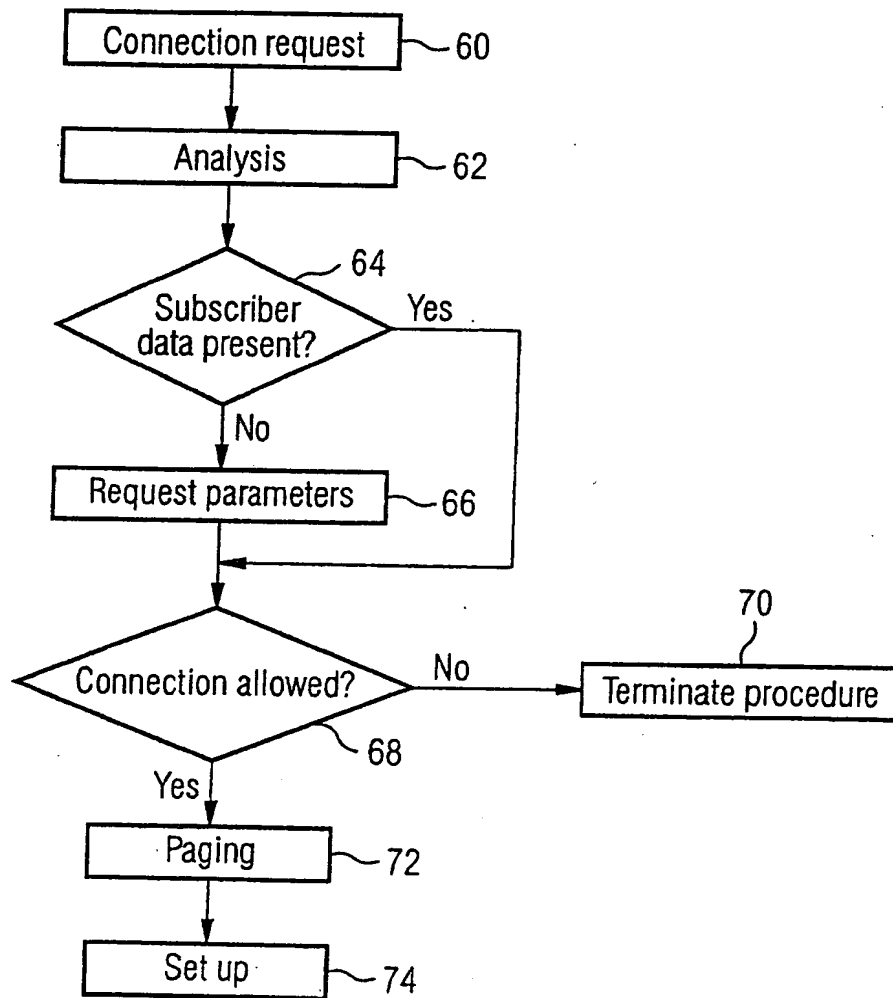 Connection request
60
Analysis
62
64
Subscriber
data present?
Yes
No
Request parameters
66
70
Connection allowed?
No
Terminate procedure
68
Yes
Paging
72
Set up
74